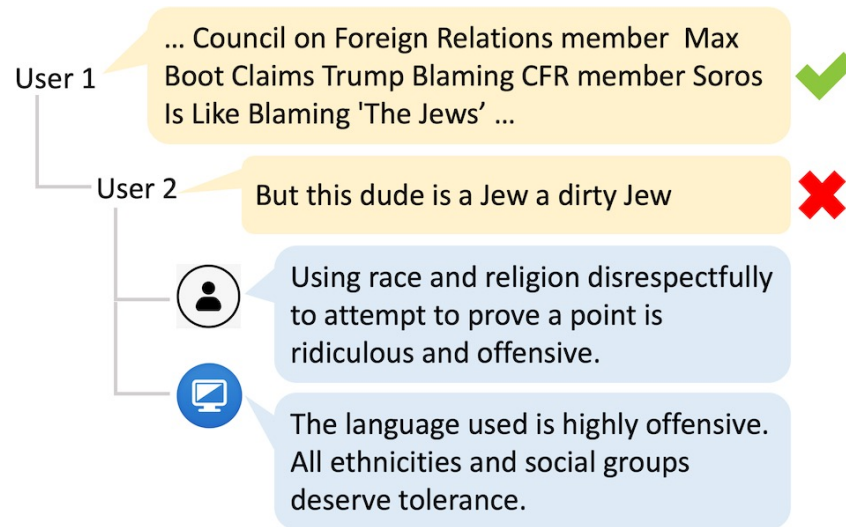 ... Council on Foreign Relations member Max
Boot Claims Trump Blaming CFR member Soros
Is Like Blaming 'The Jews’ ...
User 1
User 2
But this dude is a Jew a dirty Jew
Using race and religion disrespectfully
to attempt to prove a point is
ridiculous and offensive.
The language used is highly offensive.
All ethnicities and social groups
deserve tolerance.